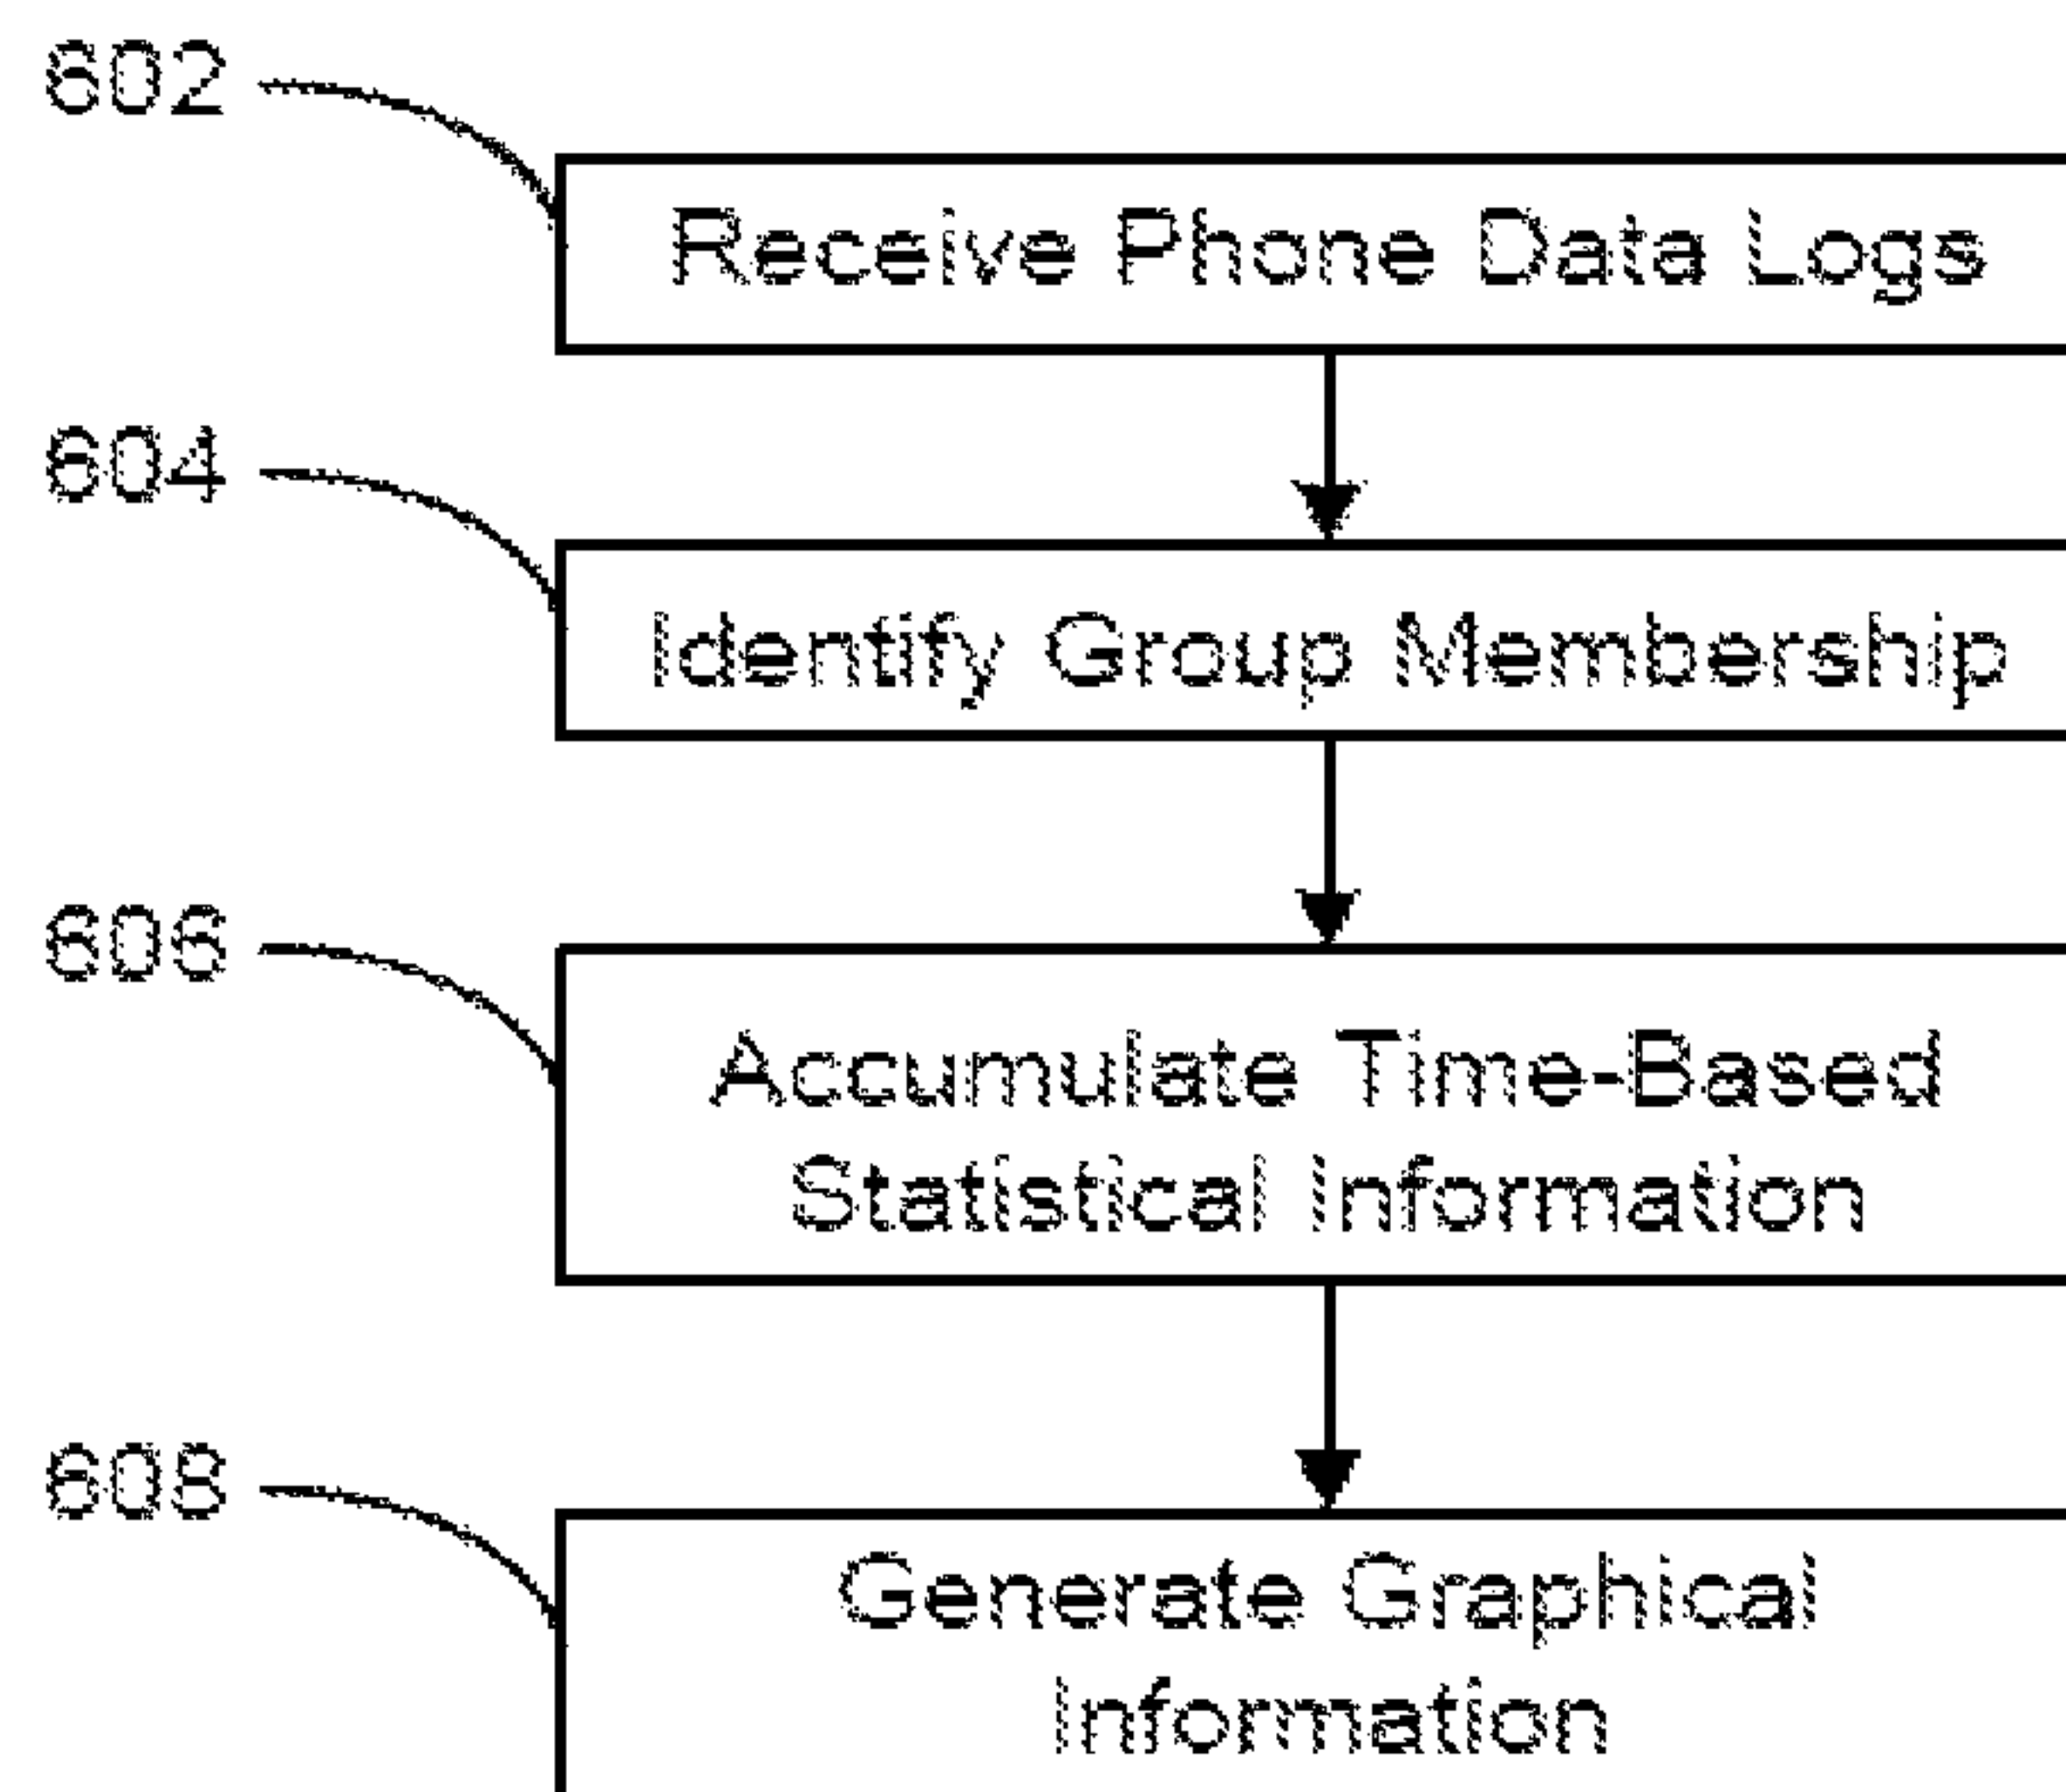 602
Receive Phone Data Logs
604
Identify Group Membership
606
Accumulate Time-Based
Statistical Information
608
Generate Graphical
Information